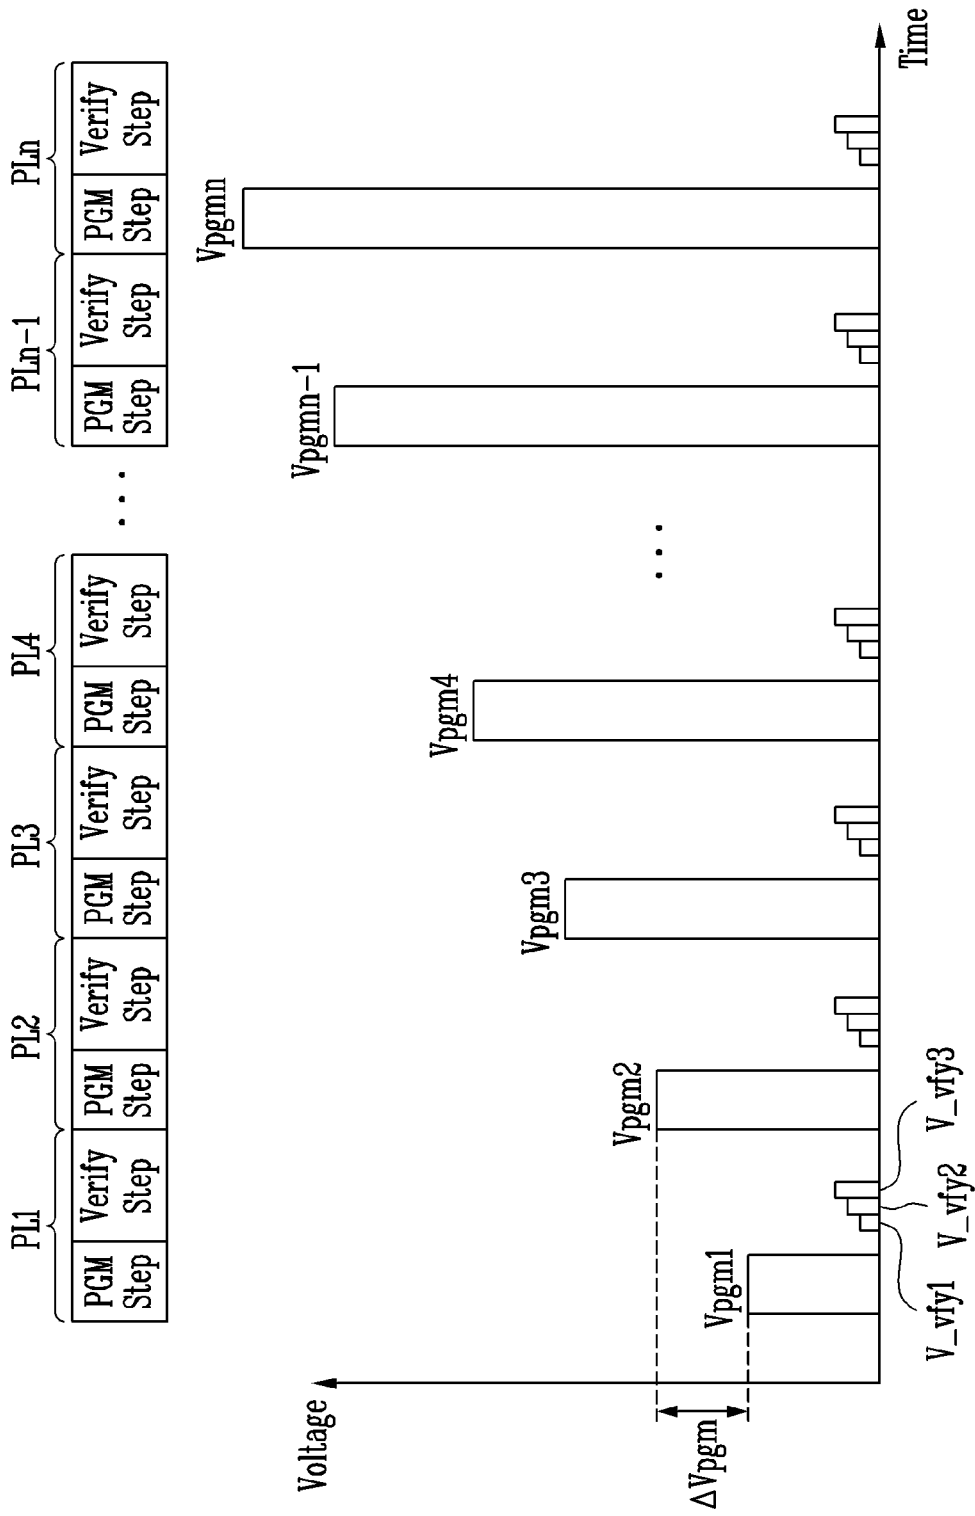 PL1
PL2
PL3
PL4
PLn-1
PLn
PGM
Step
Verify
Step
PGM
Step
Verify
Step
PGM
Step
Verify
Step
PGM
Step
Verify
Step
...
PGM
Step
Verify
Step
PGM
Step
Verify
Step
Voltage
ΔVpgm
Vpgm1
Vpgm2
Vpgm3
Vpgm4
...
Vpgmn-1
Vpgmn
V_vfy1
V_vfy2
V_vfy3
Time